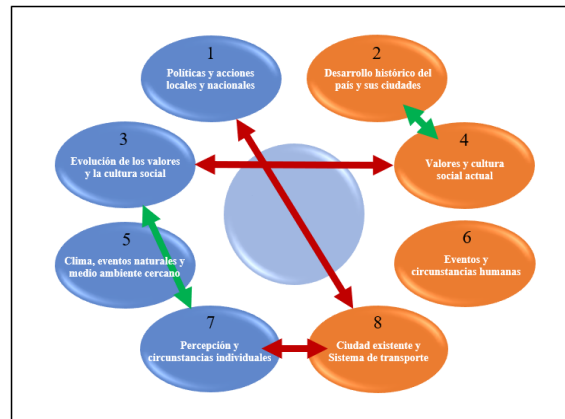 1
Políticas y acciones
locales y nacionales
2
Desarrollo histórico del
país y sus ciudades
3
Evolución de los valores
y la cultura social
4
Valores y cultura
social actual
5
Clima, eventos naturales y
medio ambiente cercano
6
Eventos y
circunstancias humanas
7
Percepción y
circunstancias individuales
8
Ciudad existente y
Sistema de transporte